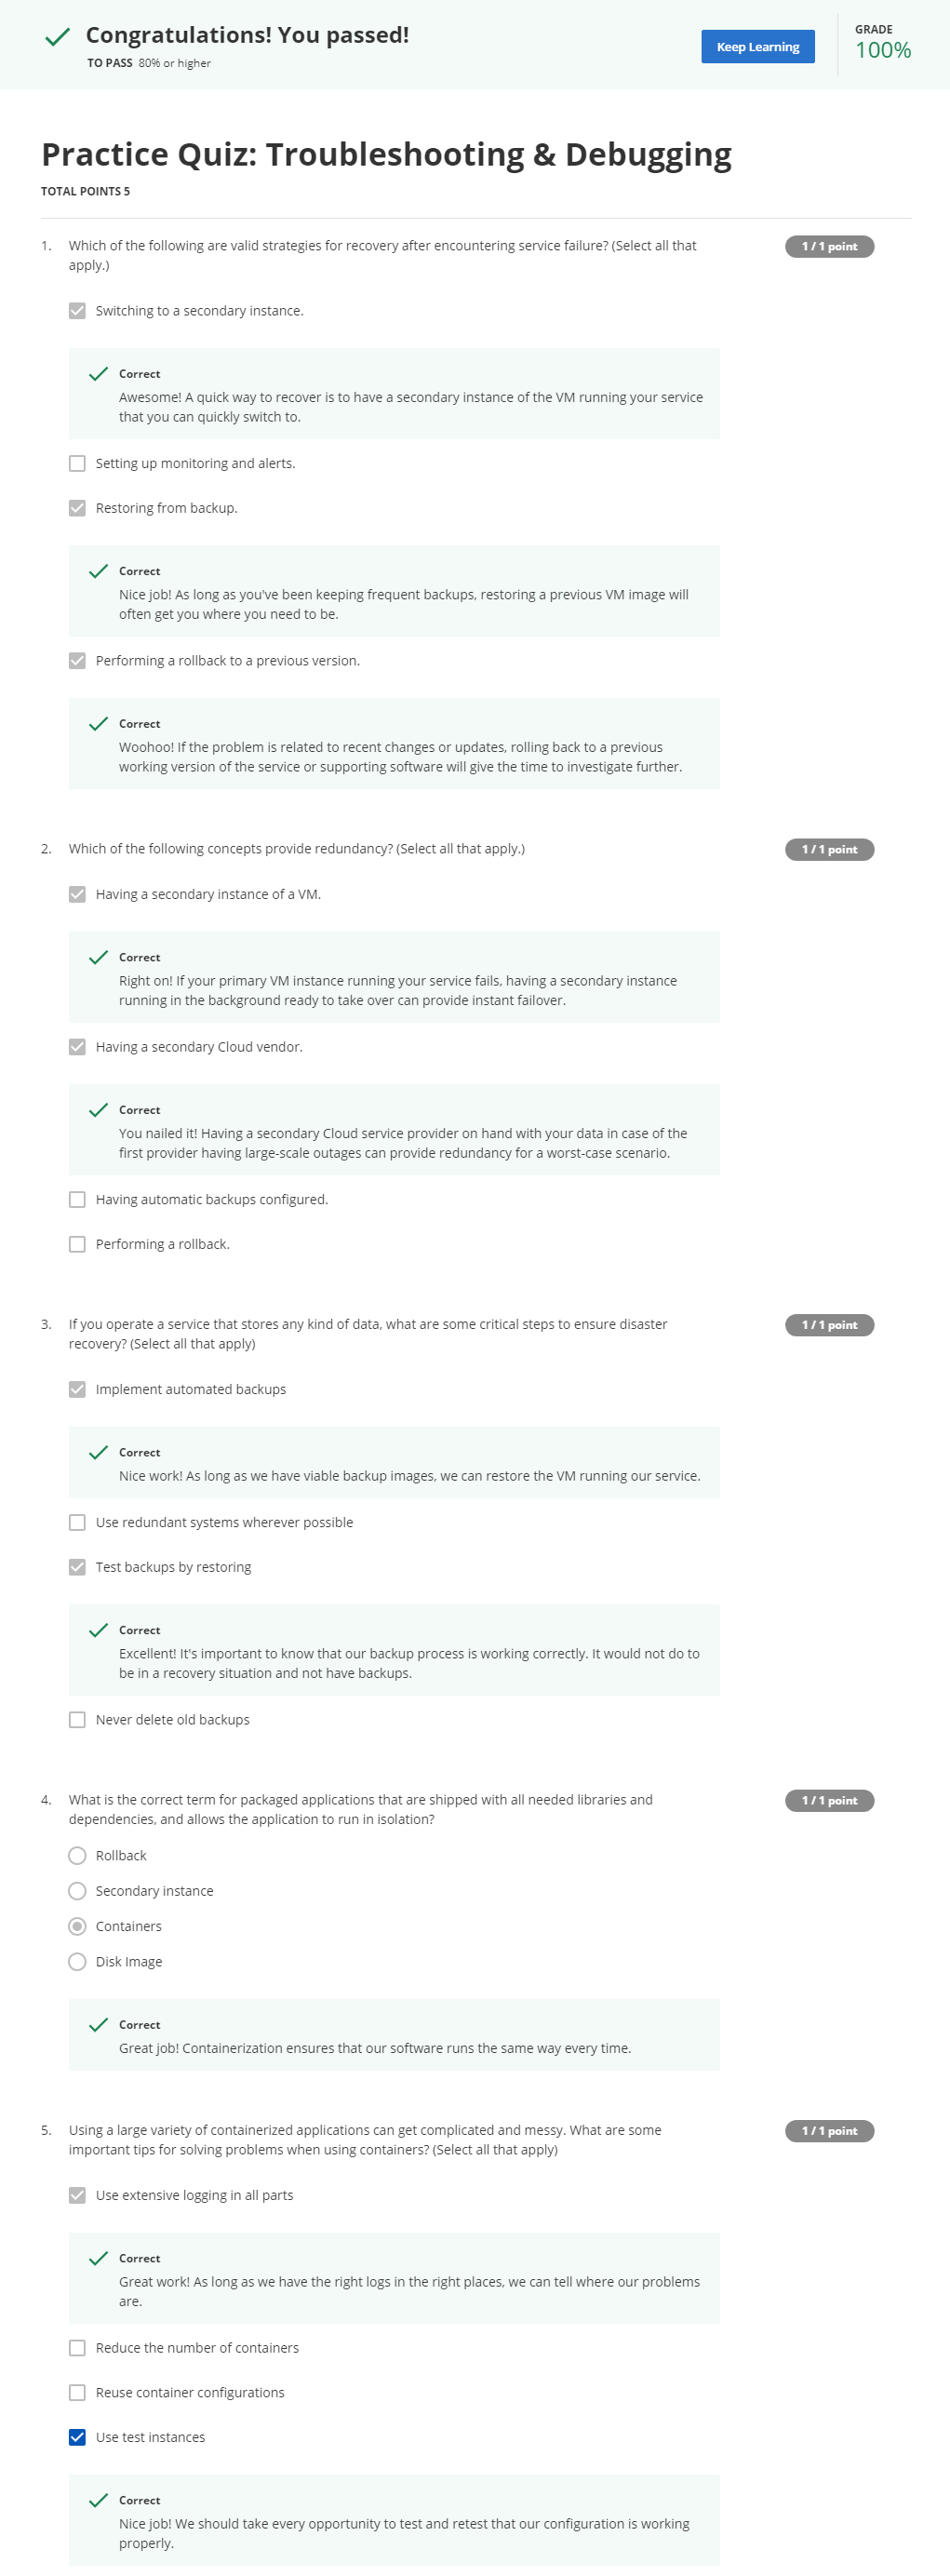 Congratulations! You passed!
TO PASS 80% or higher
Keep Learning
GRADE
100%
Practice Quiz: Troubleshooting & Debugging
TOTAL POINTS 5
1. Which of the following are valid strategies for recovery after encountering service failure? (Select all that
apply.)
1 / 1 point
Switching to a secondary instance.
Correct
Awesome! A quick way to recover is to have a secondary instance of the VM running your service
that you can quickly switch to.
Setting up monitoring and alerts.
Restoring from backup.
Correct
Nice job! As long as you've been keeping frequent backups, restoring a previous VM image will
often get you where you need to be.
Performing a rollback to a previous version.
Correct
Woohoo! If the problem is related to recent changes or updates, rolling back to a previous
working version of the service or supporting software will give the time to investigate further.
2. Which of the following concepts provide redundancy? (Select all that apply.)
1 / 1 point
Having a secondary instance of a VM.
Correct
Right on! If your primary VM instance running your service fails, having a secondary instance
running in the background ready to take over can provide instant failover.
Having a secondary Cloud vendor.
Correct
You nailed it! Having a secondary Cloud service provider on hand with your data in case of the
first provider having large-scale outages can provide redundancy for a worst-case scenario.
Having automatic backups configured.
Performing a rollback.
3. If you operate a service that stores any kind of data, what are some critical steps to ensure disaster
recovery? (Select all that apply)
1 / 1 point
Implement automated backups
Correct
Nice work! As long as we have viable backup images, we can restore the VM running our service.
Use redundant systems wherever possible
Test backups by restoring
Correct
Excellent! It's important to know that our backup process is working correctly. It would not do to
be in a recovery situation and not have backups.
Never delete old backups
4. What is the correct term for packaged applications that are shipped with all needed libraries and
dependencies, and allows the application to run in isolation?
1 / 1 point
Rollback
Secondary instance
Containers
Disk Image
Correct
Great job! Containerization ensures that our software runs the same way every time.
5. Using a large variety of containerized applications can get complicated and messy. What are some
important tips for solving problems when using containers? (Select all that apply)
1 / 1 point
Use extensive logging in all parts
Correct
Great work! As long as we have the right logs in the right places, we can tell where our problems
are.
Reduce the number of containers
Reuse container configurations
Use test instances
Correct
Nice job! We should take every opportunity to test and retest that our configuration is working
properly.